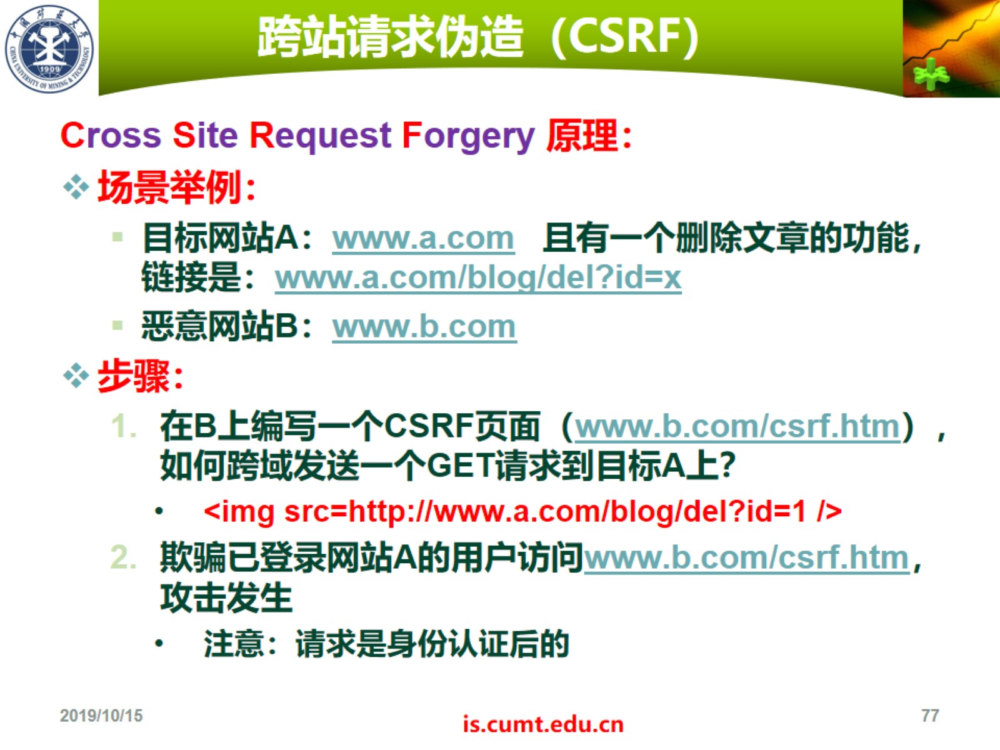 跨站请求伪造（CSRF）
1909
CHINA UNIVERSITY OF MINING & TECHNOLOGY
Cross Site Request Forgery 原理：
场景举例：
目标网站A：www.a.com 且有一个删除文章的功能，
链接是：www.a.com/blog/del?id=x
恶意网站B：www.b.com
步骤：
1. 在B上编写一个CSRF页面（www.b.com/csrf.htm），
如何跨域发送一个GET请求到目标A上？
• <img src=http://www.a.com/blog/del?id=1 />
2. 欺骗已登录网站A的用户访问www.b.com/csrf.htm，
攻击发生
• 注意：请求是身份认证后的
2019/10/15
is.cumt.edu.cn
77